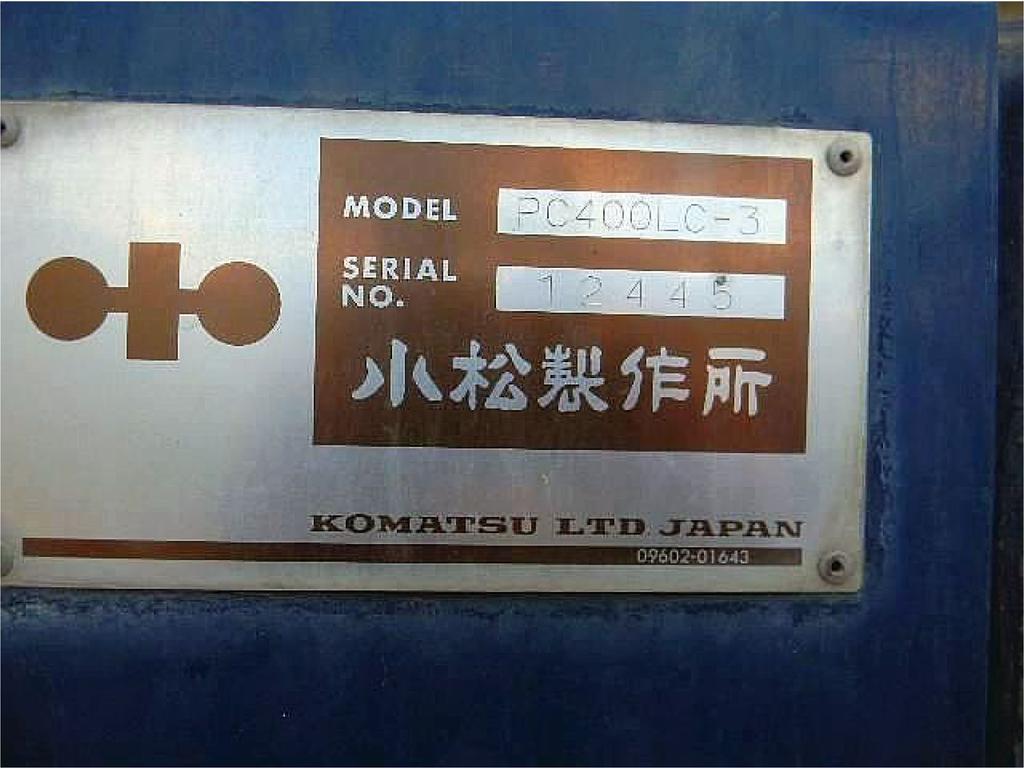 MODEL PC400LC-3
SERIAL NO. 12445
小松製作所
KOMATSU LTD. JAPAN
09602-01643